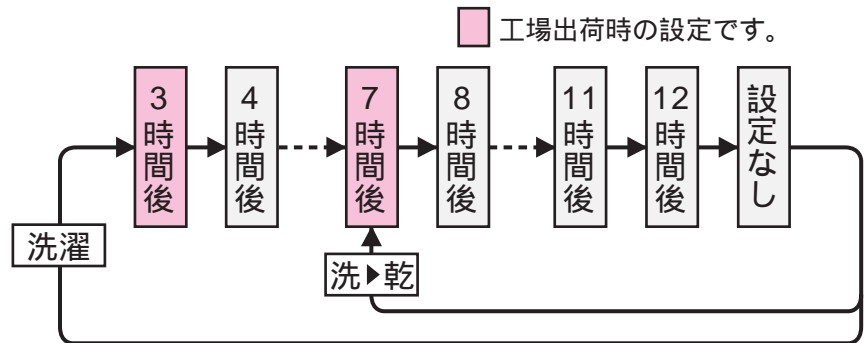 工場出荷時の設定です。
3時間後
4時間後
7時間後
8時間後
11時間後
12時間後
設定なし
洗濯
洗▶乾